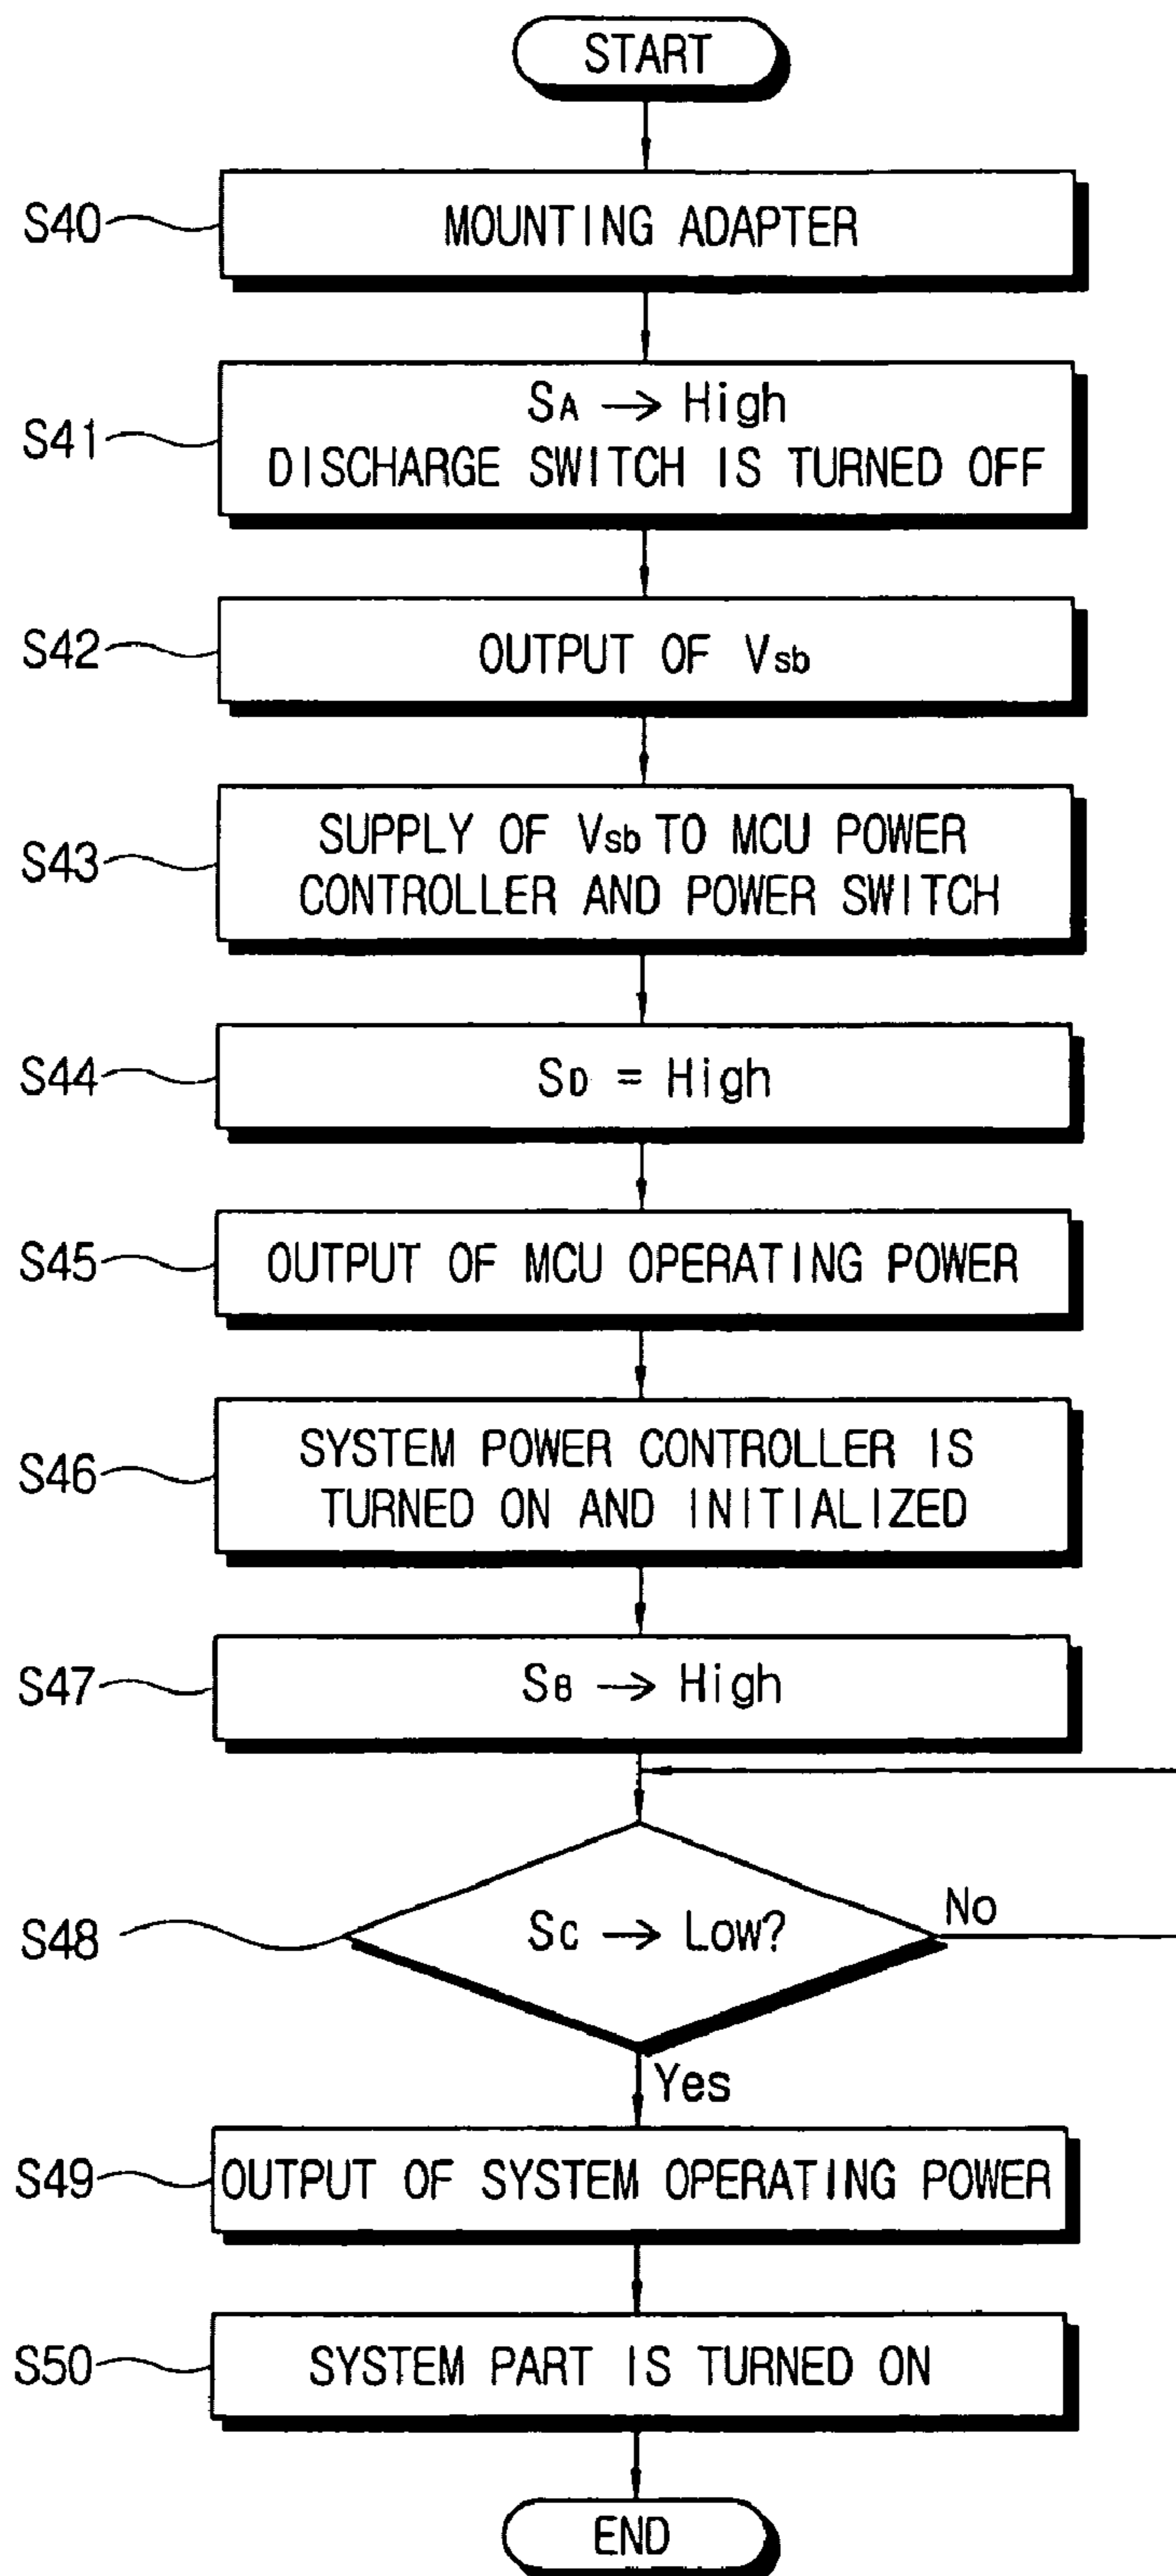 START
S40
MOUNTING ADAPTER
S41
SA → High
DISCHARGE SWITCH IS TURNED OFF
S42
OUTPUT OF Vsb
S43
SUPPLY OF Vsb TO MCU POWER
CONTROLLER AND POWER SWITCH
S44
SD = High
S45
OUTPUT OF MCU OPERATING POWER
S46
SYSTEM POWER CONTROLLER IS
TURNED ON AND INITIALIZED
S47
SB → High
S48
SC → Low?
No
Yes
S49
OUTPUT OF SYSTEM OPERATING POWER
S50
SYSTEM PART IS TURNED ON
END